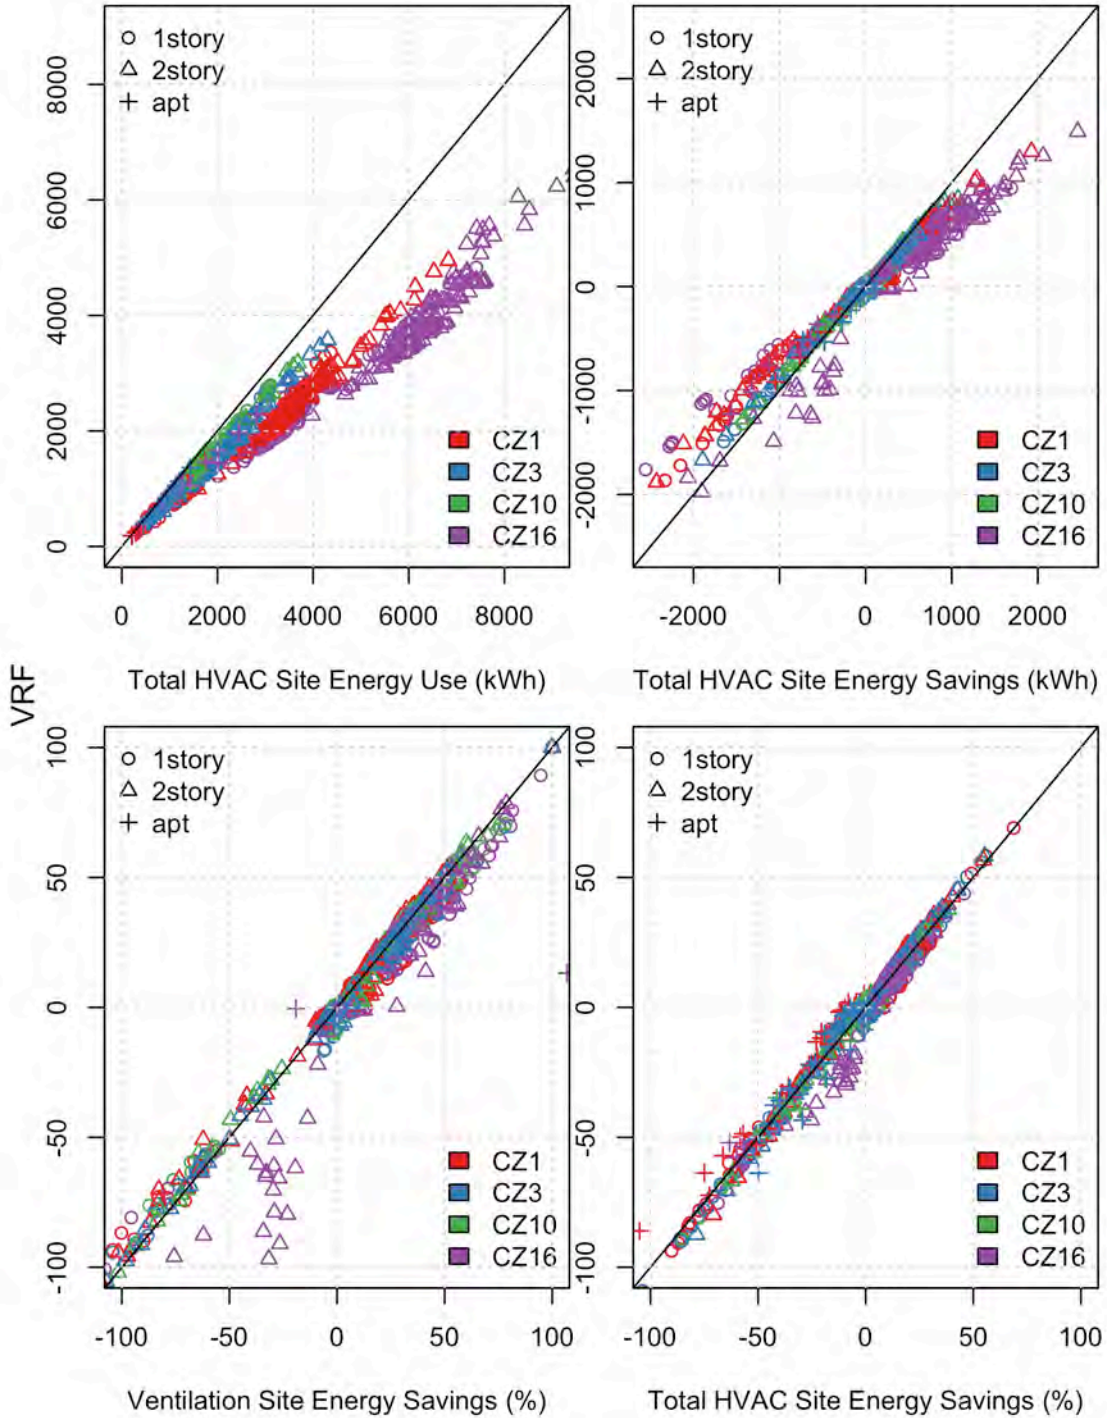 1story
2story
apt
8000
6000
4000
2000
0
CZ1
CZ3
CZ10
CZ16
0 2000 4000 6000 8000
Total HVAC Site Energy Use (kWh)
1story
2story
apt
2000
1000
0
-1000
-2000
CZ1
CZ3
CZ10
CZ16
-2000 0 1000 2000
Total HVAC Site Energy Savings (kWh)
VRF
1story
2story
apt
100
50
0
-50
-100
CZ1
CZ3
CZ10
CZ16
-100 -50 0 50 100
Ventilation Site Energy Savings (%)
1story
2story
apt
100
50
0
-50
-100
CZ1
CZ3
CZ10
CZ16
-100 -50 0 50 100
Total HVAC Site Energy Savings (%)